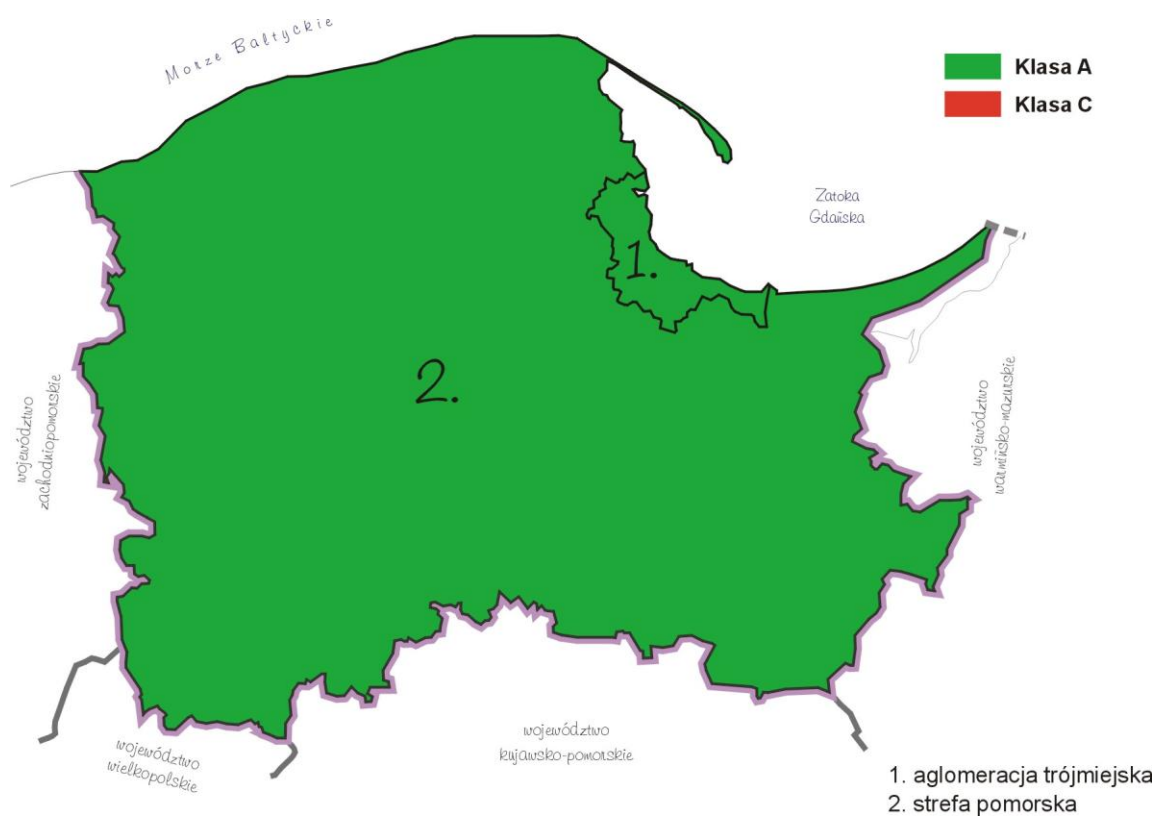 Morze Bałtyckie
Klasa A
Klasa C
Zatoka
Gdańska
1.
2.
województwo
zachodniopomorskie
województwo
warmińsko-mazurskie
województwo
wielkopolskie
województwo
kujawsko-pomorskie
1. aglomeracja trójmiejska
2. strefa pomorska